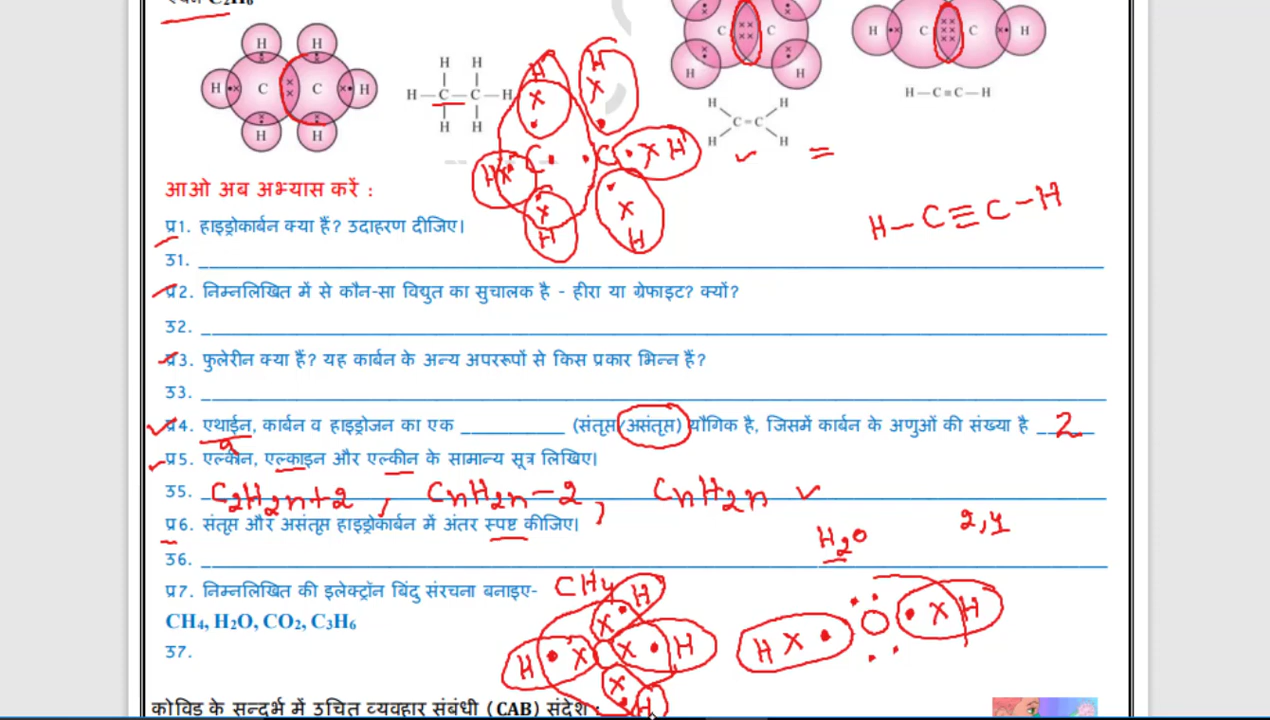 एथेन C2H6
H H
H C C H
H H
H H
H—C—C—H
H H
C C
H H
H C C H
H H
C=C
H H
H—C≡C—H
H H
H C C H
H H
=
H—C≡C—H
आओ अब अभ्यास करें :
प्र1. हाइड्रोकार्बन क्या हैं? उदाहरण दीजिए।
उ1.
प्र2. निम्नलिखित में से कौन-सा विद्युत का सुचालक है - हीरा या ग्रेफाइट? क्यों?
उ2.
प्र3. फुलेरीन क्या हैं? यह कार्बन के अन्य अपररूपों से किस प्रकार भिन्न हैं?
उ3.
प्र4. एथाईन, कार्बन व हाइड्रोजन का एक __________ (संतृप्त/असंतृप्त) यौगिक है, जिसमें कार्बन के अणुओं की संख्या है 2
प्र5. एल्कीन, एल्काइन और एल्कीन के सामान्य सूत्र लिखिए।
उ5. C2H2n+2, CnH2n-2, CnH2n
प्र6. संतृप्त और असंतृप्त हाइड्रोकार्बन में अंतर स्पष्ट कीजिए।
H2O 2,4
उ6.
प्र7. निम्नलिखित की इलेक्ट्रॉन बिंदु संरचना बनाइए- CH4
CH4, H2O, CO2, C3H6
उ7.
H X X H X X H X H
H X O X H
कोविड के सन्दर्भ में उचित व्यवहार संबंधी (CAB) संदेश :